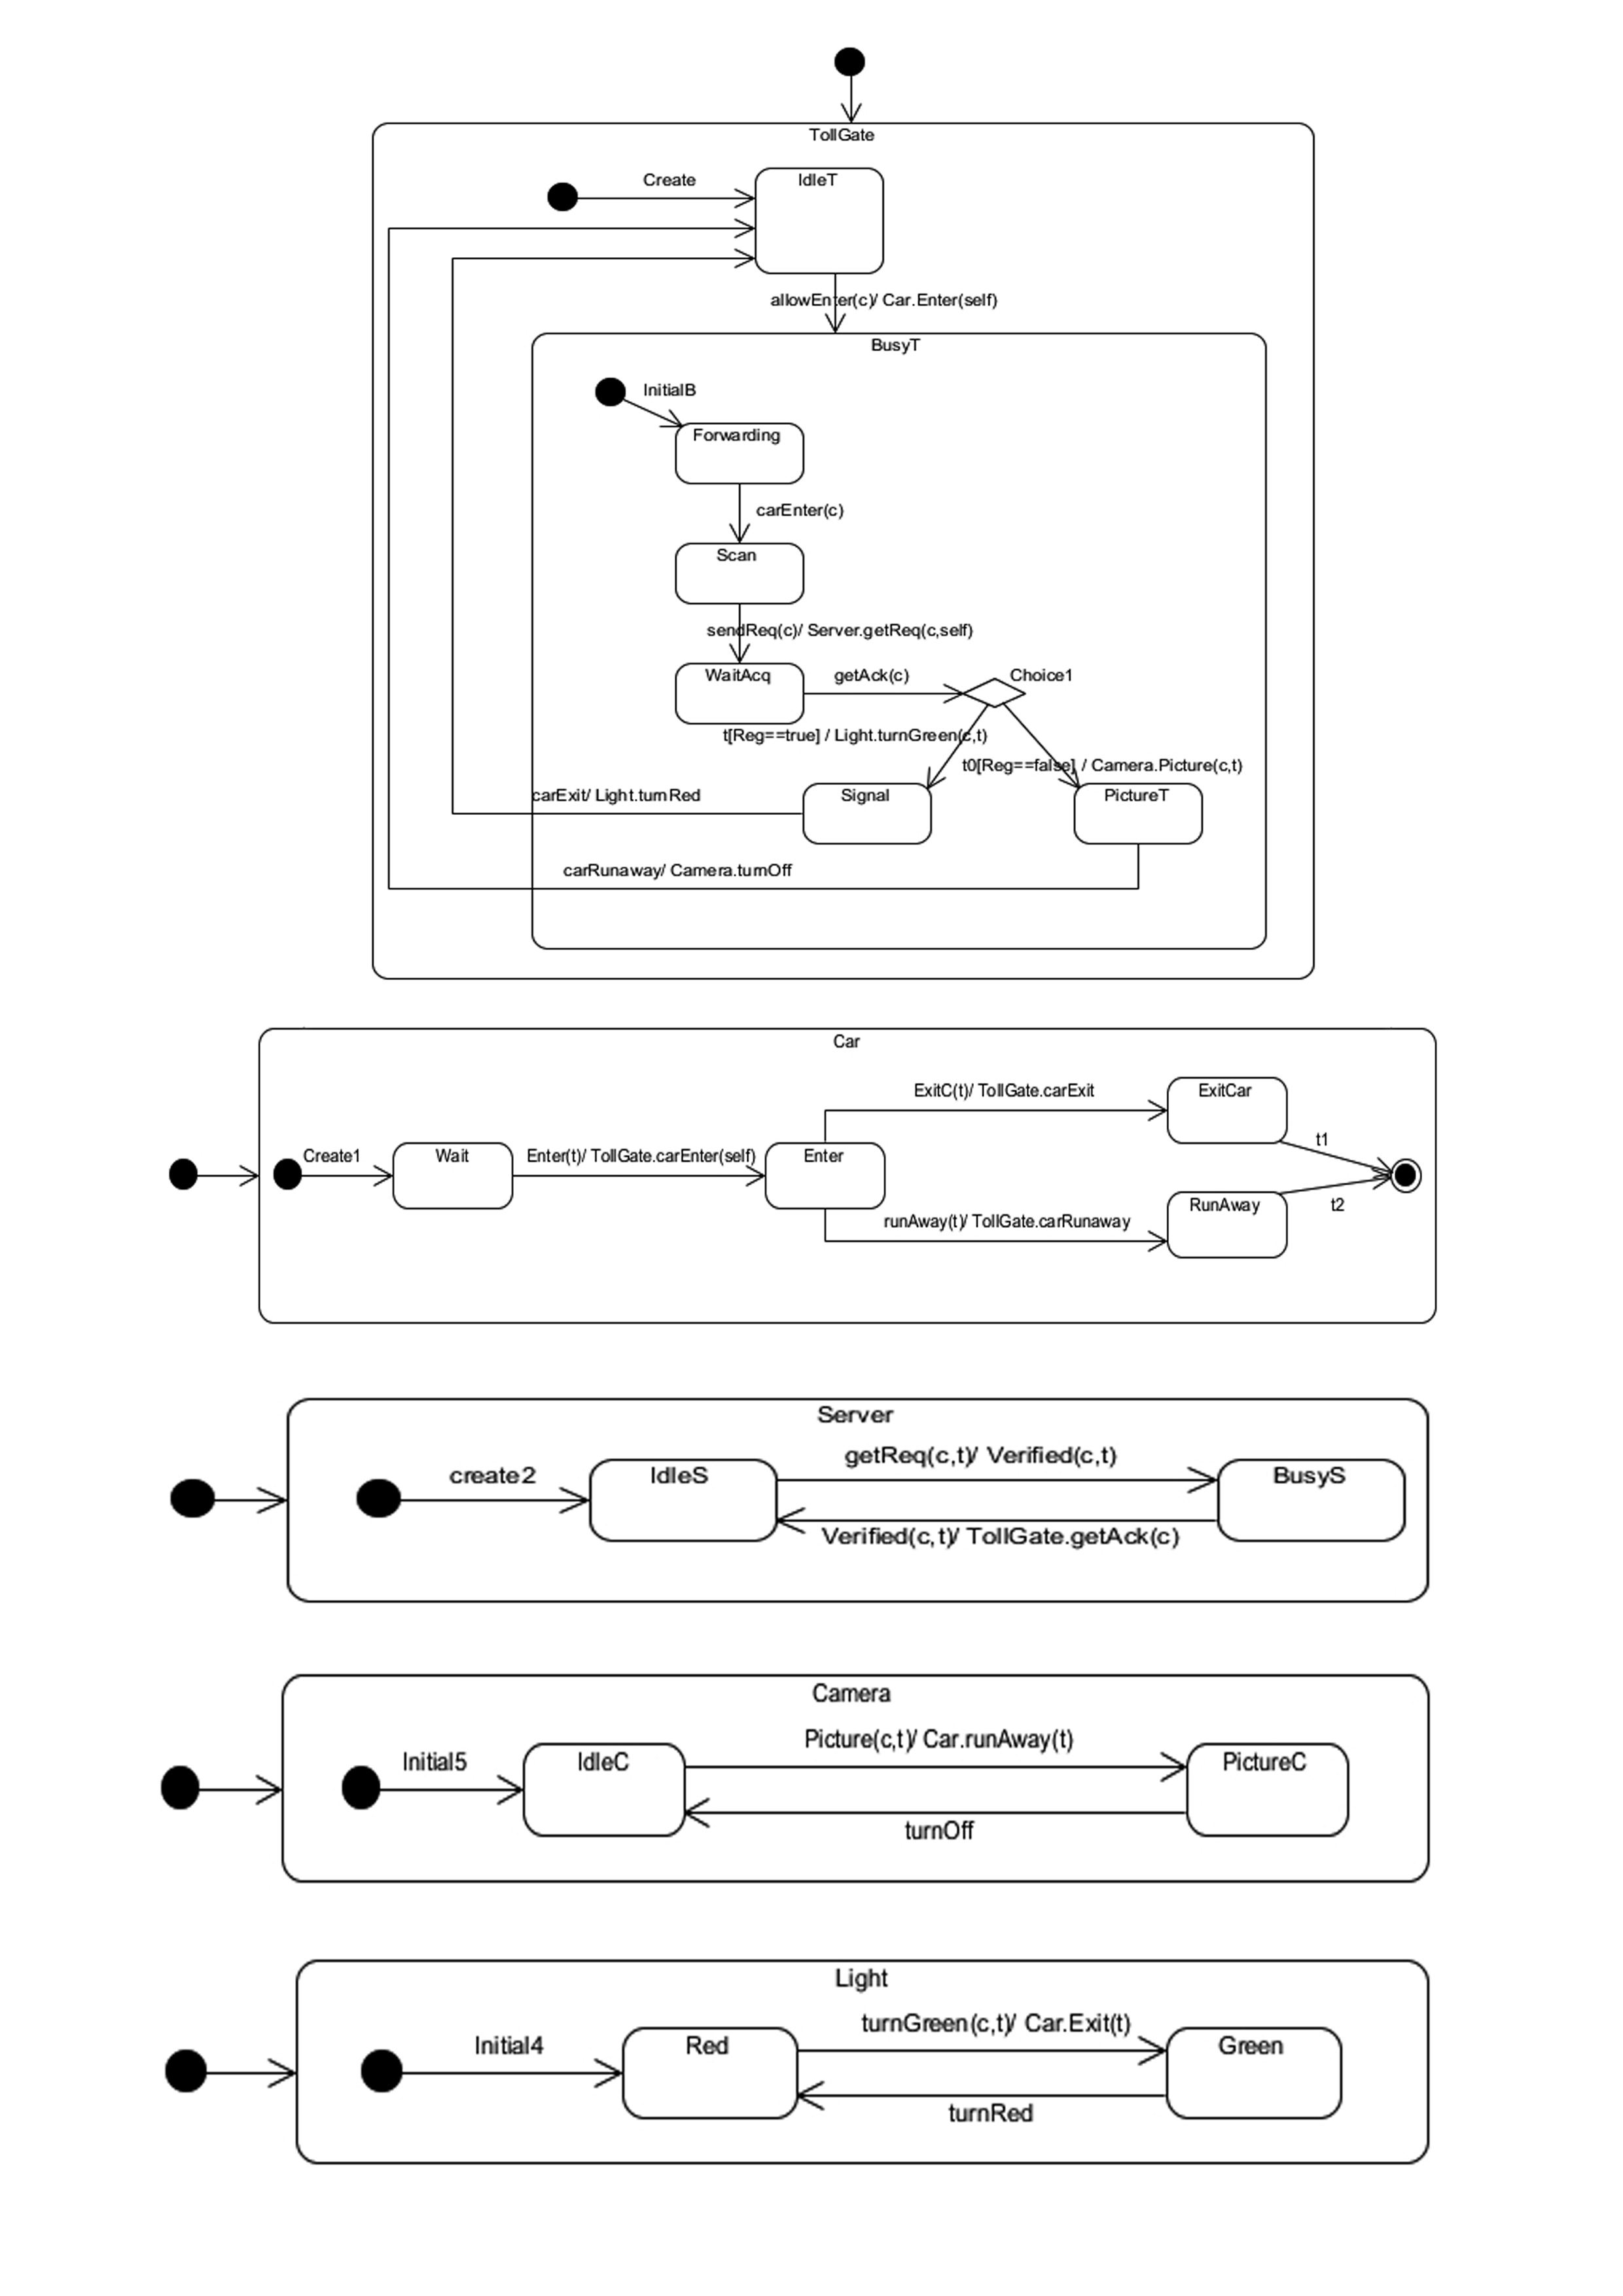 TollGate
Create
IdleT
allowEnter(c)/ Car.Enter(self)
BusyT
InitialB
Forwarding
carEnter(c)
Scan
sendReq(c)/ Server.getReq(c,self)
WaitAcq
getAck(c)
Choice1
t[Reg==true] / Light.turnGreen(c,t)
t0[Reg==false] / Camera.Picture(c,t)
carExit/ Light.turnRed
Signal
PictureT
carRunaway/ Camera.turnOff
Car
ExitC(t)/ TollGate.carExit
ExitCar
Create1
Wait
Enter(t)/ TollGate.carEnter(self)
Enter
t1
runAway(t)/ TollGate.carRunaway
RunAway
t2
Server
getReq(c,t)/ Verified(c,t)
create2
IdleS
BusyS
Verified(c,t)/ TollGate.getAck(c)
Camera
Picture(c,t)/ Car.runAway(t)
Initial5
IdleC
PictureC
turnOff
Light
turnGreen(c,t)/ Car.Exit(t)
Initial4
Red
Green
turnRed